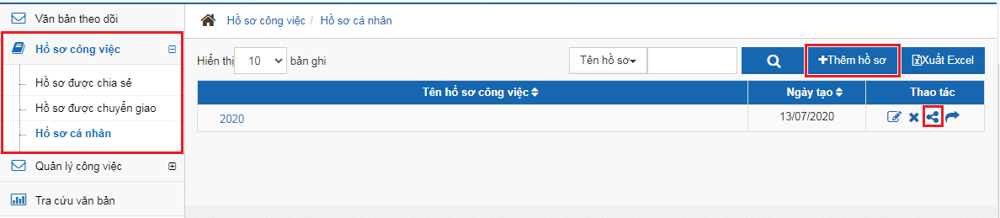 Văn bản theo dõi
Hồ sơ công việc
Hồ sơ được chia sẻ
Hồ sơ được chuyển giao
Hồ sơ cá nhân
Quản lý công việc
Tra cứu văn bản
Hồ sơ công việc / Hồ sơ cá nhân
Hiển thị 10 bản ghi
Tên hồ sơ
Thêm hồ sơ
Xuất Excel
Tên hồ sơ công việc Ngày tạo Thao tác
2020 13/07/2020